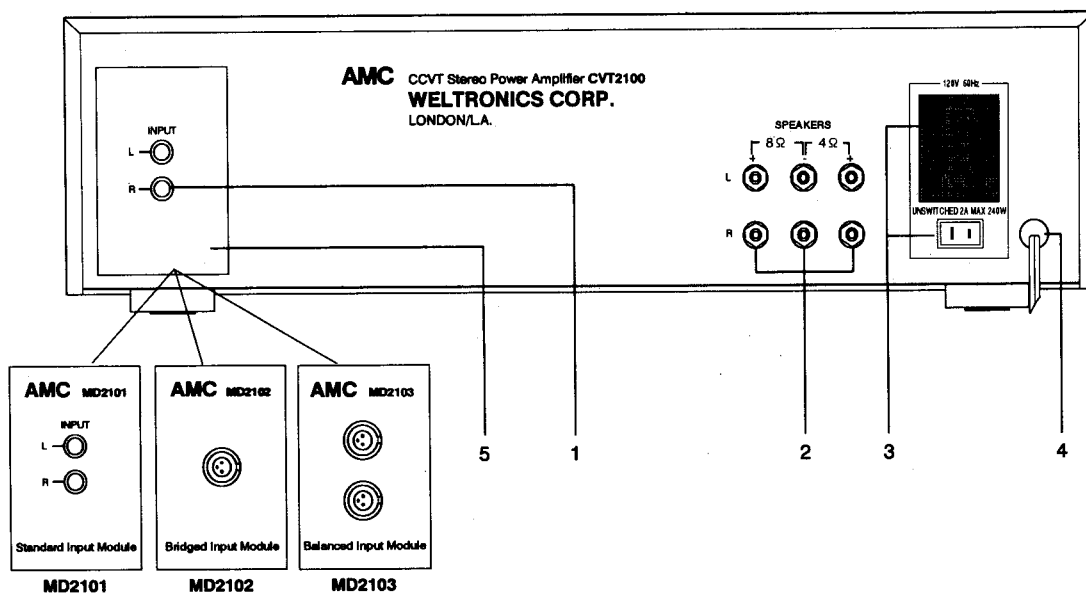 AMC CCVT Stereo Power Amplifier CVT2100
WELTRONICS CORP.
LONDON/L.A.
INPUT
L
R
SPEAKERS
8Ω 4Ω
+ - +
L
R
120V 60Hz
UNSWITCHED 2A MAX 240W
5 1 2 3 4
AMC MD2101
INPUT
L
R
Standard Input Module
MD2101
AMC MD2102
Bridged Input Module
MD2102
AMC MD2103
Balanced Input Module
MD2103